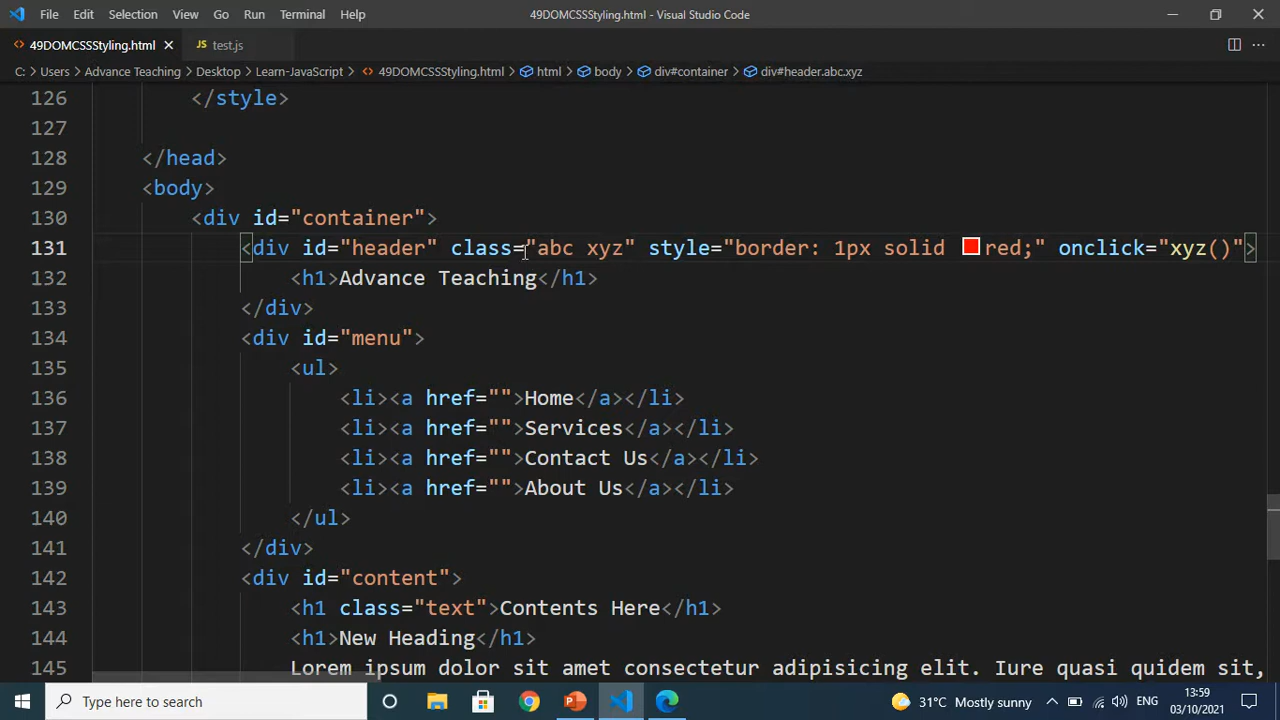 File Edit Selection View Go Run Terminal Help 49DOMCSSStyling.html - Visual Studio Code
49DOMCSSStyling.html JS test.js
C: > Users > Advance Teaching > Desktop > Learn-JavaScript > 49DOMCSSStyling.html > html > body > div#container > div#header.abc.xyz
126 </style>
127
128 </head>
129 <body>
130 <div id="container">
131 <div id="header" class="abc xyz" style="border: 1px solid red;" onclick="xyz()">
132 <h1>Advance Teaching</h1>
133 </div>
134 <div id="menu">
135 <ul>
136 <li><a href="">Home</a></li>
137 <li><a href="">Services</a></li>
138 <li><a href="">Contact Us</a></li>
139 <li><a href="">About Us</a></li>
140 </ul>
141 </div>
142 <div id="content">
143 <h1 class="text">Contents Here</h1>
144 <h1>New Heading</h1>
145 Lorem ipsum dolor sit amet consectetur adipisicing elit. Iure quasi quidem sit,
Type here to search 31°C Mostly sunny ENG 13:59
03/10/2021